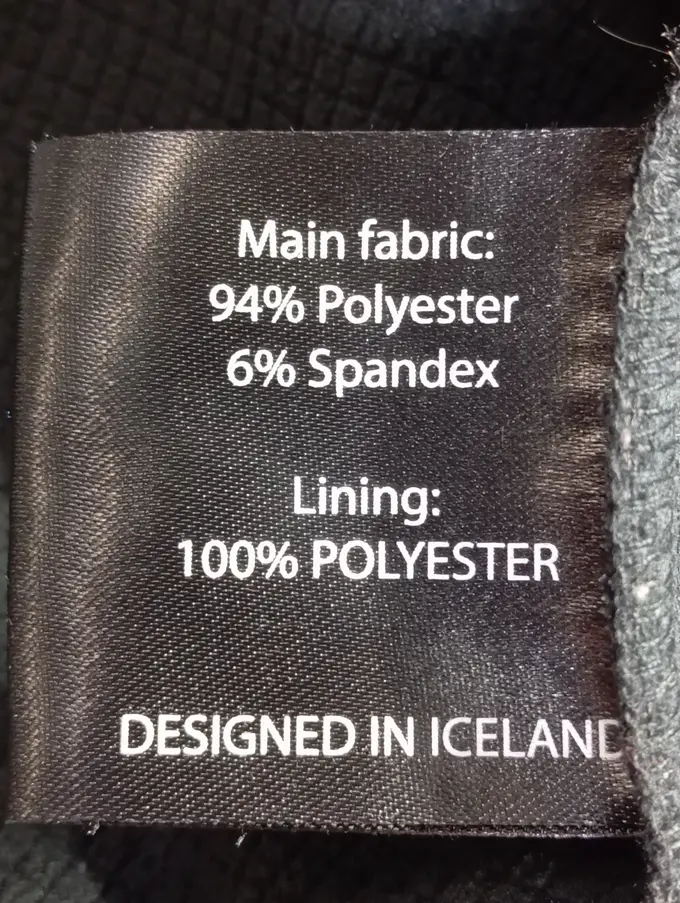 Main fabric:
94% Polyester
6% Spandex
Lining:
100% POLYESTER
DESIGNED IN ICELAND